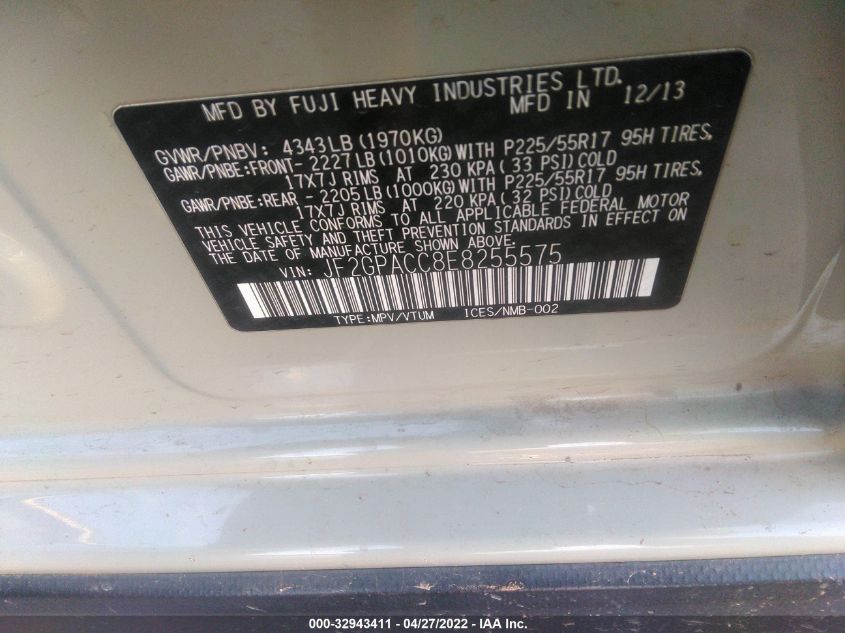 MFD BY FUJI HEAVY INDUSTRIES LTD.
MFD IN 12/13
GVWR/PNBV: 4343LB (1970KG)
GAWR/PNBE:FRONT- 2227LB (1010KG) WITH P225/55R17 95H TIRES,
17X7J RIMS AT 230 KPA (33 PSI) COLD
GAWR/PNBE:REAR - 2205LB (1000KG) WITH P225/55R17 95H TIRES,
17X7J RIMS AT 220 KPA (32 PSI) COLD
THIS VEHICLE CONFORMS TO ALL APPLICABLE FEDERAL MOTOR
VEHICLE SAFETY AND THEFT PREVENTION STANDARDS IN EFFECT ON
THE DATE OF MANUFACTURE SHOWN ABOVE.
VIN: JF2GPACC8E8255575
TYPE:MPV/VTUM ICES/NMB-002
000-32943411 - 04/27/2022 - IAA Inc.